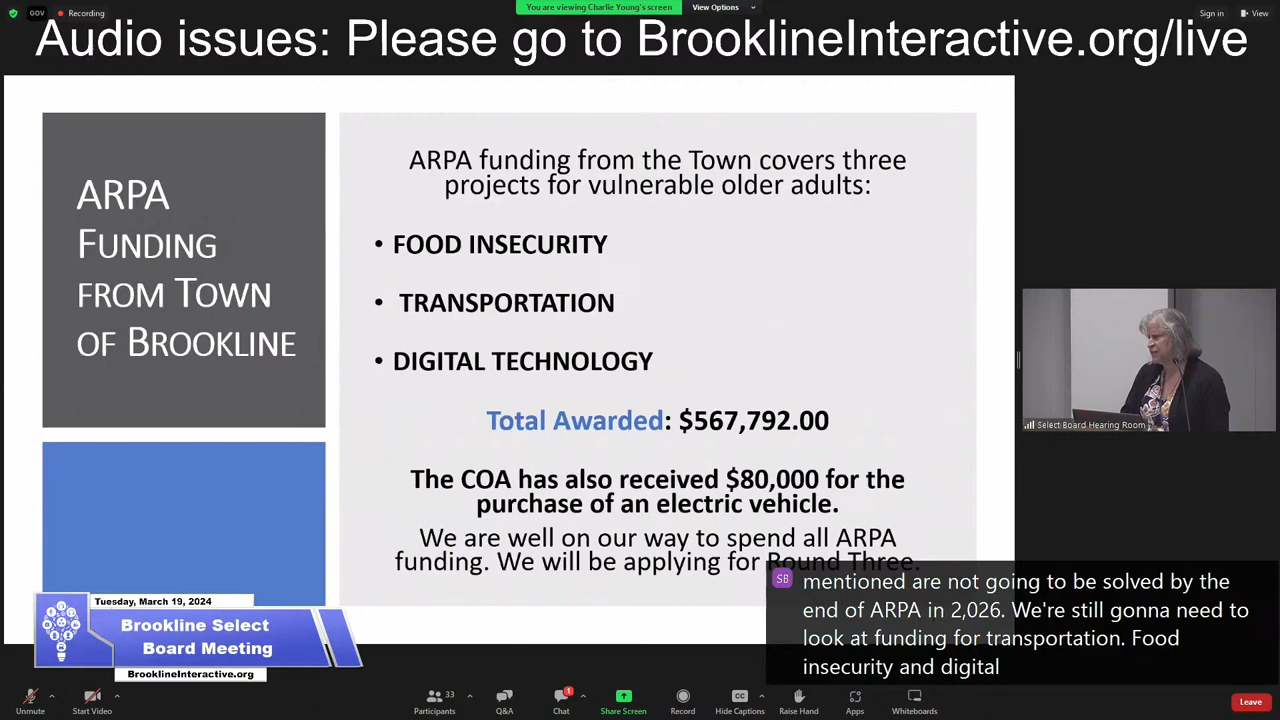 GOV
Recording
You are viewing Charlie Young's screen
View Options
Sign in
View
Audio issues: Please go to BrooklineInteractive.org/live
ARPA
FUNDING
FROM TOWN
OF BROOKLINE
ARPA funding from the Town covers three
projects for vulnerable older adults:
• FOOD INSECURITY
• TRANSPORTATION
• DIGITAL TECHNOLOGY
Total Awarded: $567,792.00
The COA has also received $80,000 for the
purchase of an electric vehicle.
We are well on our way to spend all ARPA
funding. We will be applying for Round Three.
Select Board Hearing Room
SB
mentioned are not going to be solved by the
end of ARPA in 2,026. We're still gonna need to
look at funding for transportation. Food
insecurity and digital
Tuesday, March 19, 2024
Brookline Select
Board Meeting
BrooklineInteractive.org
Unmute
Start Video
33
Participants
Q&A
1
Chat
Share Screen
Record
CC
Hide Captions
Raise Hand
Apps
Whiteboards
Leave